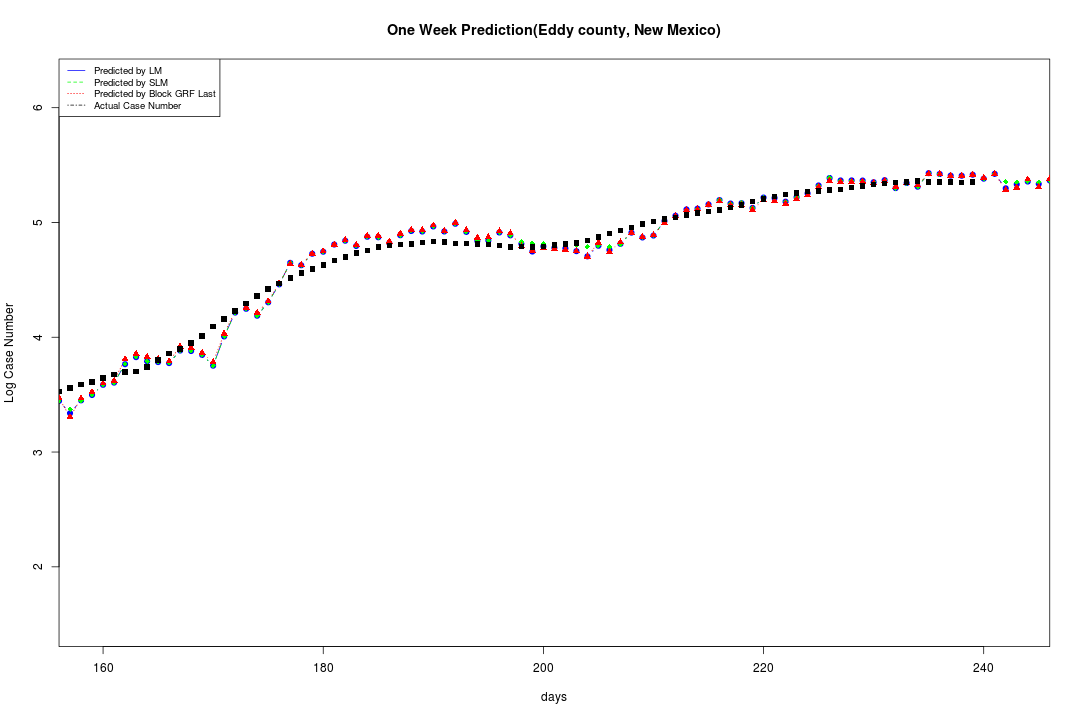 One Week Prediction(Eddy county, New Mexico)
Predicted by LM
Predicted by SLM
Predicted by Block GRF Last
Actual Case Number
6
5
4
3
2
Log Case Number
160 180 200 220 240
days